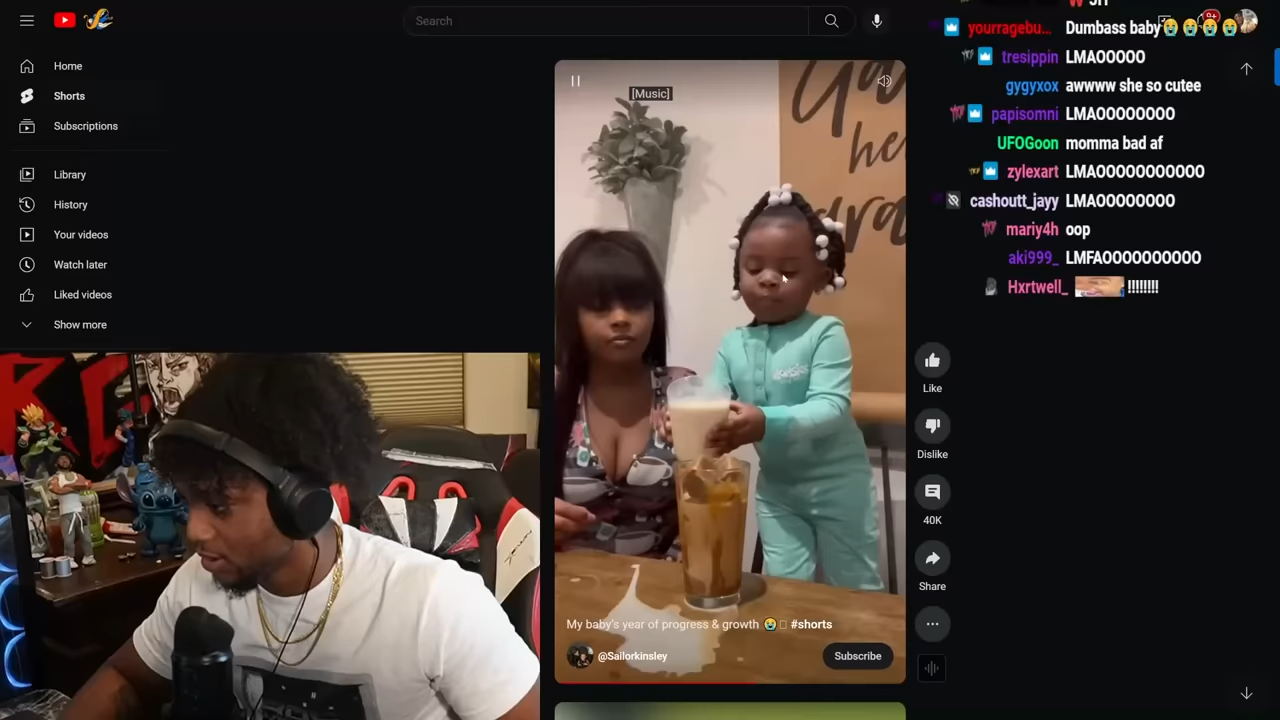 Search
Home
Shorts
Subscriptions
Library
History
Your videos
Watch later
Liked videos
Show more
[Music]
My baby's year of progress & growth 😭 #shorts
@Sailorkinsley
Subscribe
Like
Dislike
40K
Share
9+
yourragebu... Dumbass baby😭😭😭😭
tresippin LMAOOOOO
gygyxox awwww she so cutee
papisomni LMAOOOOOOOO
UFOGoon momma bad af
zylexart LMAOOOOOOOOOOO
cashoutt_jayy LMAOOOOOOOO
mariy4h oop
aki999_ LMFAOOOOOOOOOO
Hxrtwell_ !!!!!!!!